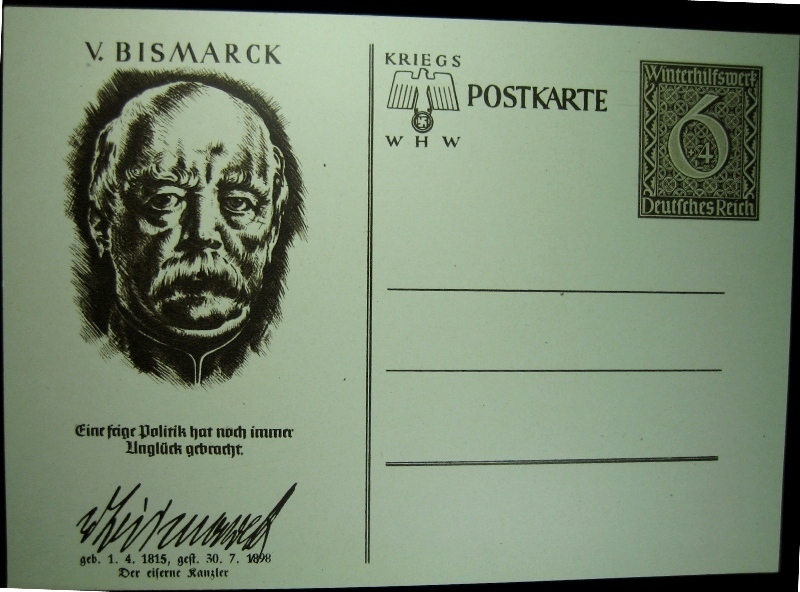 V. BISMARCK
Eine feige Politik hat noch immer
Unglück gebracht.
v Bismarck
geb. 1. 4. 1815, gest. 30. 7. 1898
Der eiserne Kanzler
KRIEGS
POSTKARTE
W H W
Winterhilfswerk
6
4
Deutsches Reich